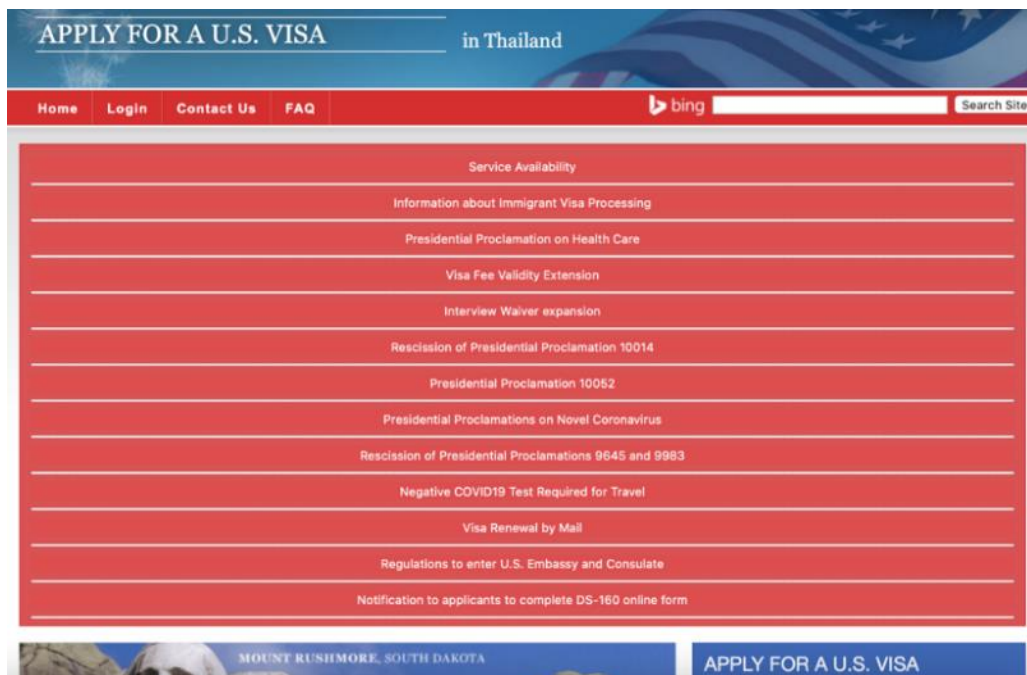 APPLY FOR A U.S. VISA
in Thailand
Home Login Contact Us FAQ
bing
Search Site
Service Availability
Information about Immigrant Visa Processing
Presidential Proclamation on Health Care
Visa Fee Validity Extension
Interview Waiver expansion
Rescission of Presidential Proclamation 10014
Presidential Proclamation 10052
Presidential Proclamations on Novel Coronavirus
Rescission of Presidential Proclamations 9645 and 9983
Negative COVID19 Test Required for Travel
Visa Renewal by Mail
Regulations to enter U.S. Embassy and Consulate
Notification to applicants to complete DS-160 online form
MOUNT RUSHMORE, SOUTH DAKOTA
APPLY FOR A U.S. VISA